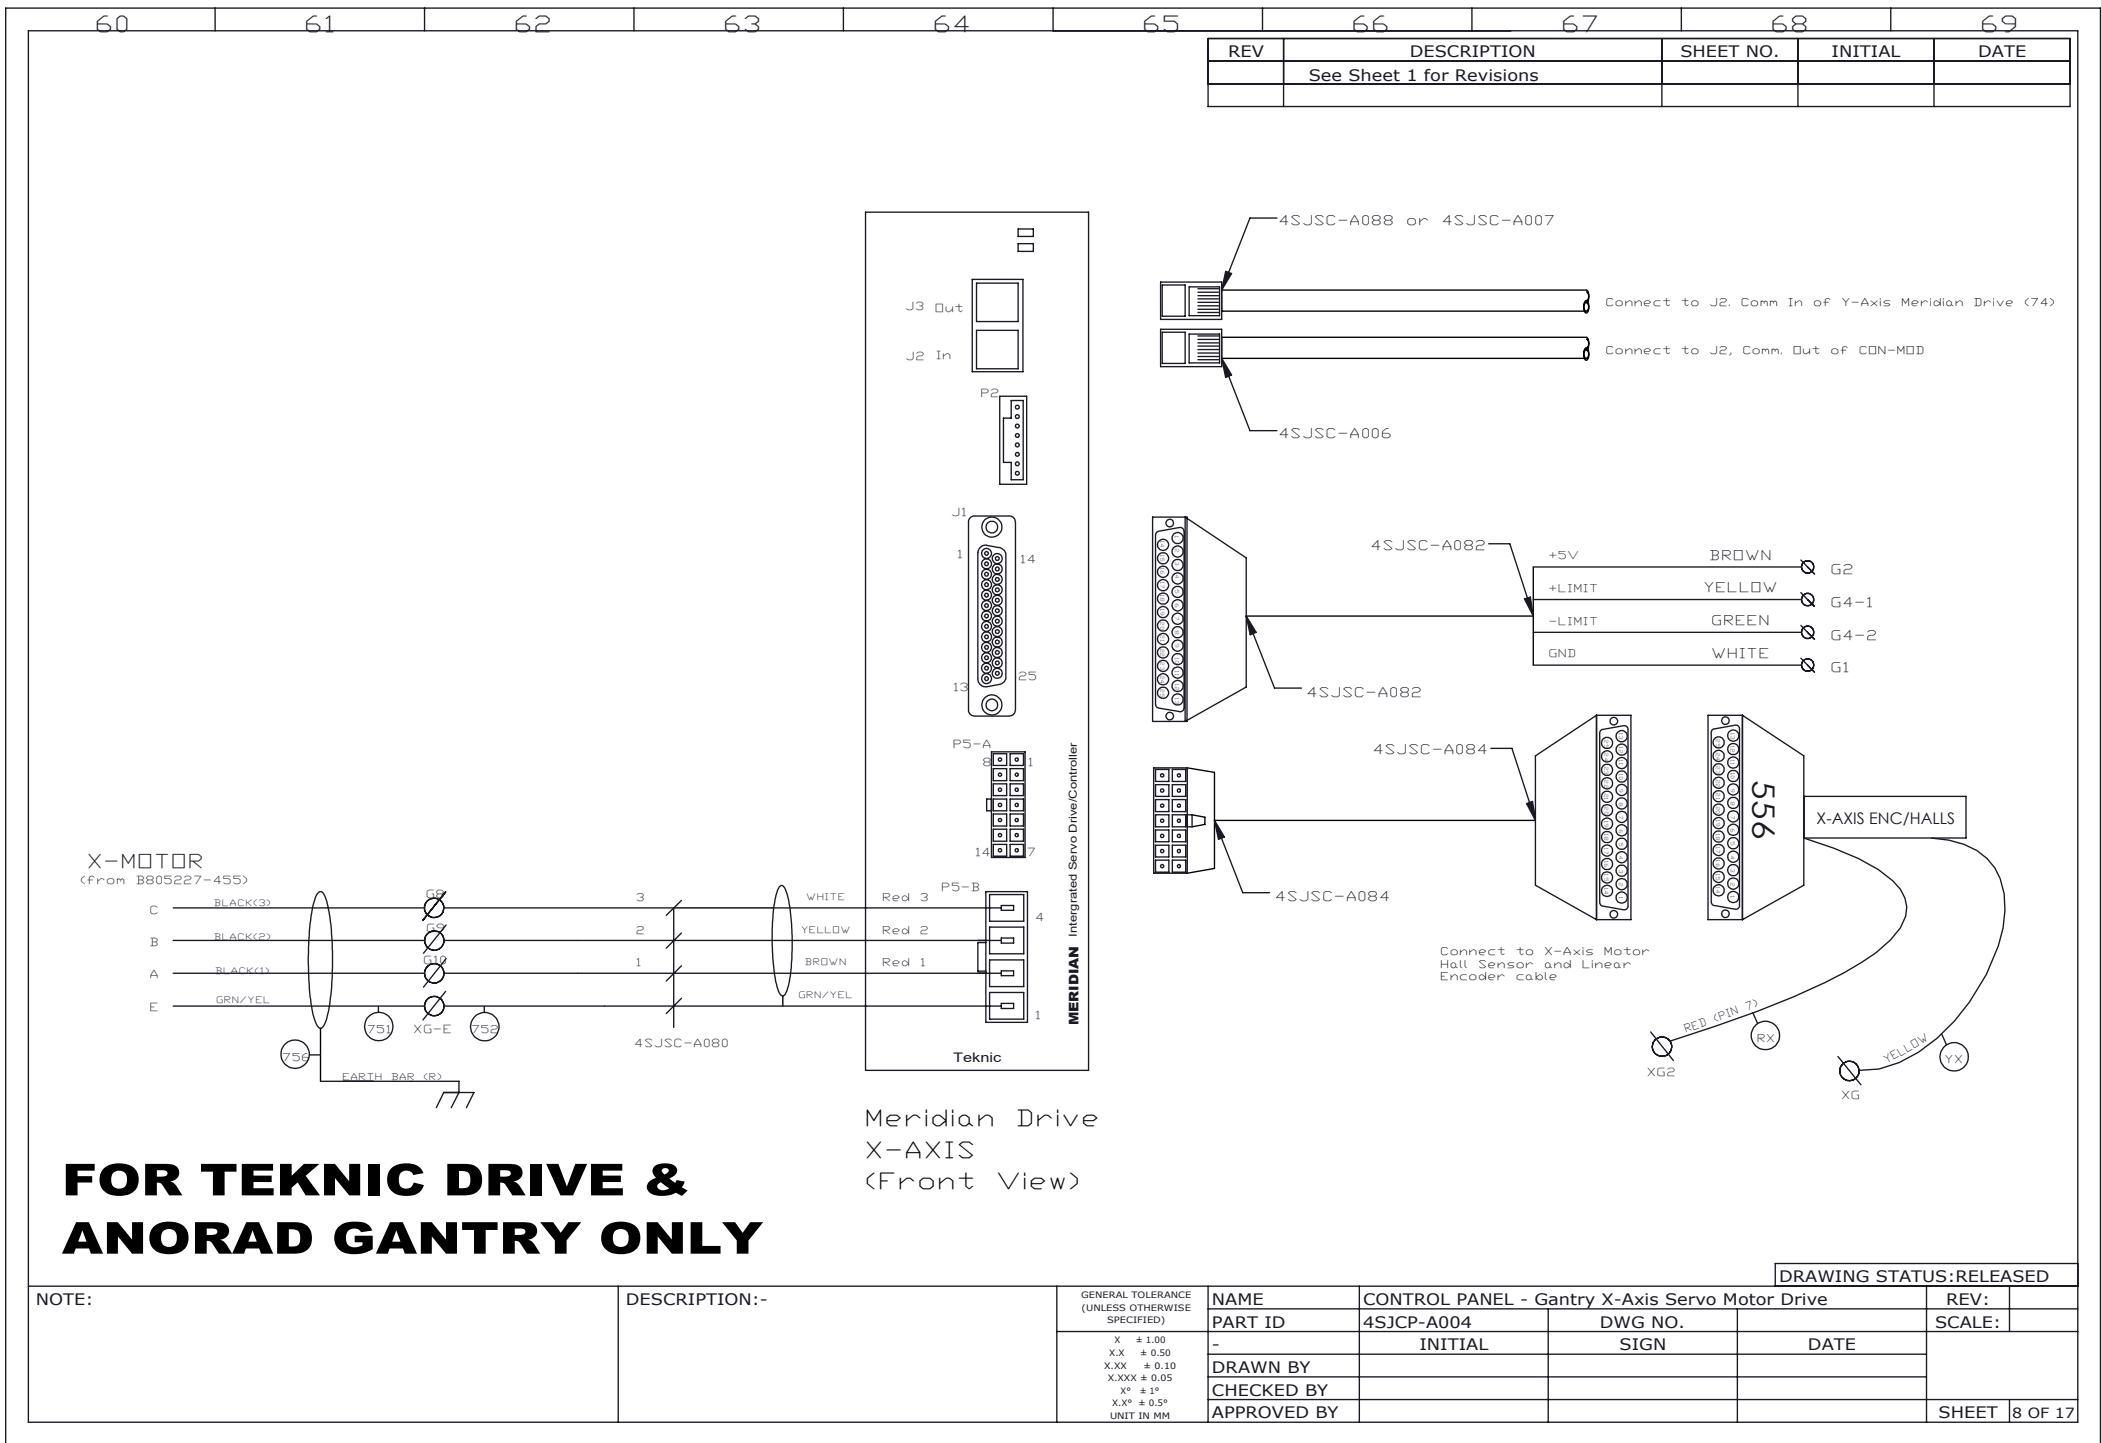 60 61 62 63 64 65 66 67 68 69
REV DESCRIPTION SHEET NO. INITIAL DATE
See Sheet 1 for Revisions
4SJSC-A088 or 4SJSC-A007
J3 Out
Connect to J2. Comm In of Y-Axis Meridian Drive (74)
J2 In
Connect to J2, Comm. Out of CON-MOD
P2
4SJSC-A006
J1
1
14
13
25
4SJSC-A082
+5V BROWN G2
+LIMIT YELLOW G4-1
-LIMIT GREEN G4-2
GND WHITE G1
4SJSC-A082
P5-A
8
1
14
7
4SJSC-A084
4SJSC-A084
556
X-AXIS ENC/HALLS
MERIDIAN Intergrated Servo Drive/Controller
X-MOTOR
(from B805227-455)
P5-B
C BLACK(3) G8 3 WHITE Red 3
4
B BLACK(2) G9 2 YELLOW Red 2
A BLACK(1) G10 1 BROWN Red 1
E GRN/YEL GRN/YEL
1
751 XG-E 752
4SJSC-A080
756
EARTH BAR (R)
Teknic
Connect to X-Axis Motor
Hall Sensor and Linear
Encoder cable
RED (PIN 7)
RX
XG2
YELLOW
YX
XG
Meridian Drive
X-AXIS
(Front View)
FOR TEKNIC DRIVE &
ANORAD GANTRY ONLY
DRAWING STATUS:RELEASED
NOTE:
DESCRIPTION:-
GENERAL TOLERANCE
(UNLESS OTHERWISE
SPECIFIED)
X ± 1.00
X.X ± 0.50
X.XX ± 0.10
X.XXX ± 0.05
X° ± 1°
X.X° ± 0.5°
UNIT IN MM
NAME CONTROL PANEL - Gantry X-Axis Servo Motor Drive REV:
PART ID 4SJCP-A004 DWG NO. SCALE:
- INITIAL SIGN DATE
DRAWN BY
CHECKED BY
APPROVED BY
SHEET 8 OF 17